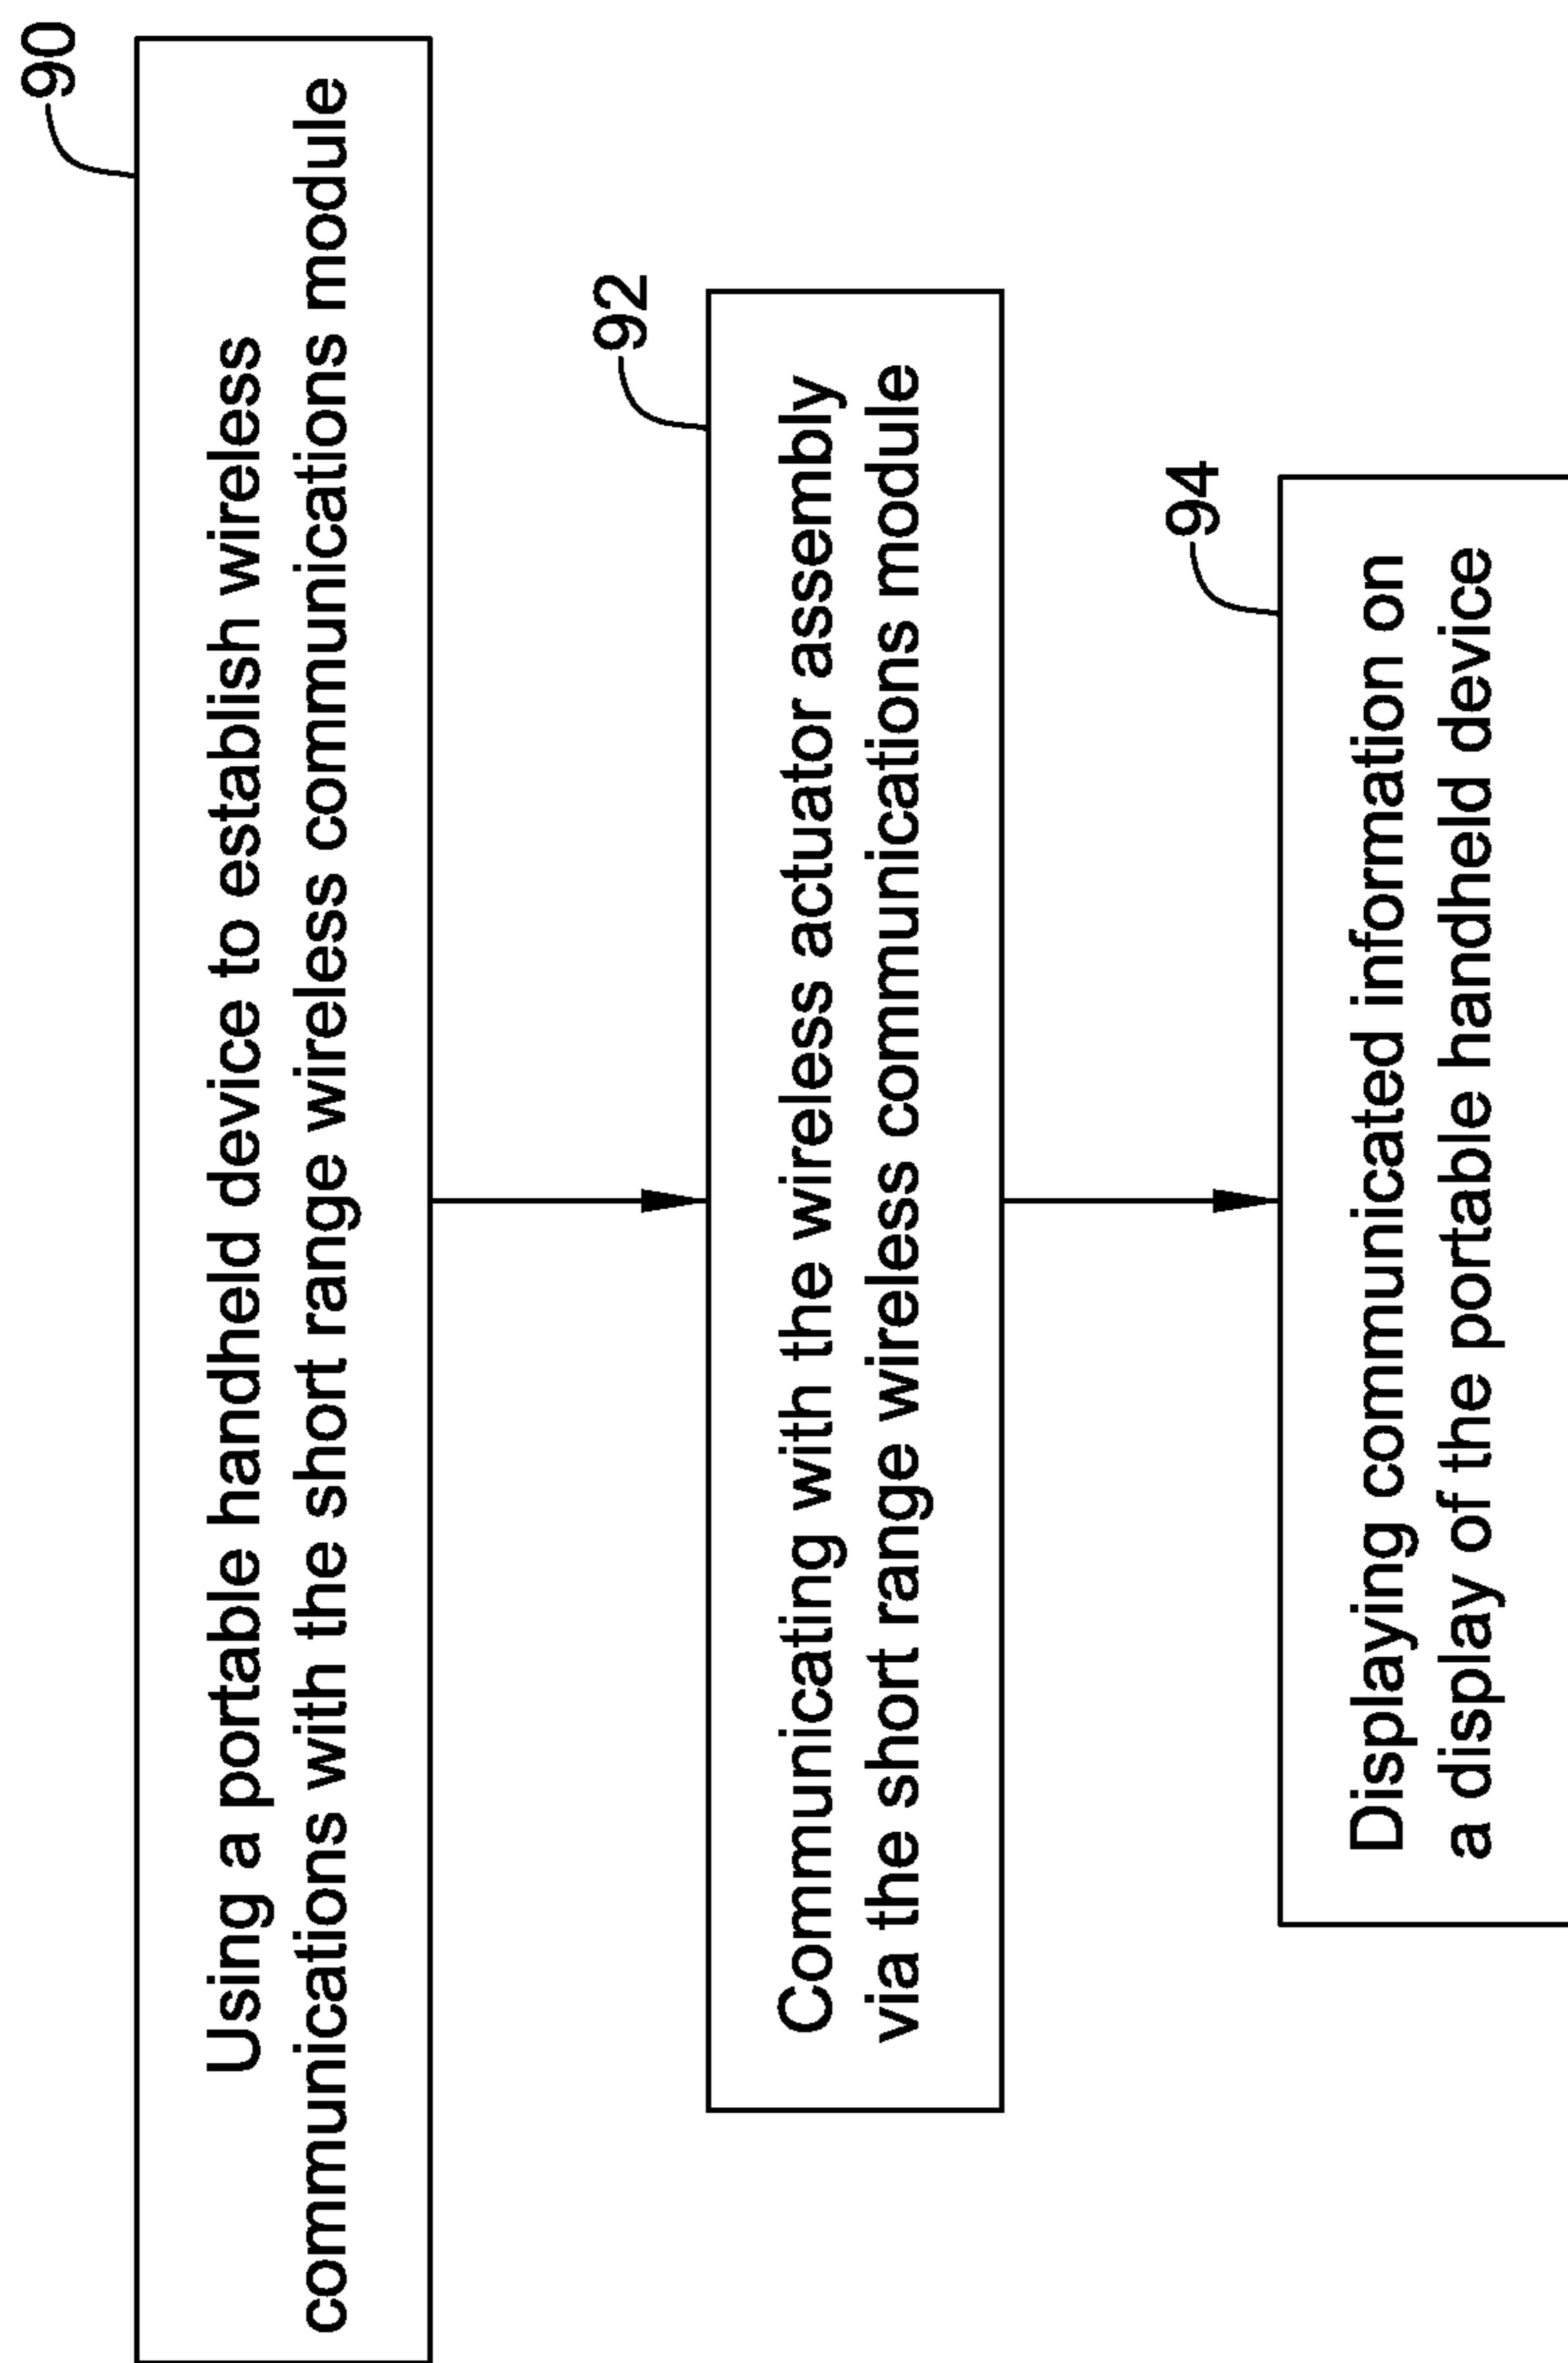 90
Using a portable handheld device to establish wireless
communications with the short range wireless communications module
92
Communicating with the wireless actuator assembly
via the short range wireless communications module
94
Displaying communicated information on
a display of the portable handheld device